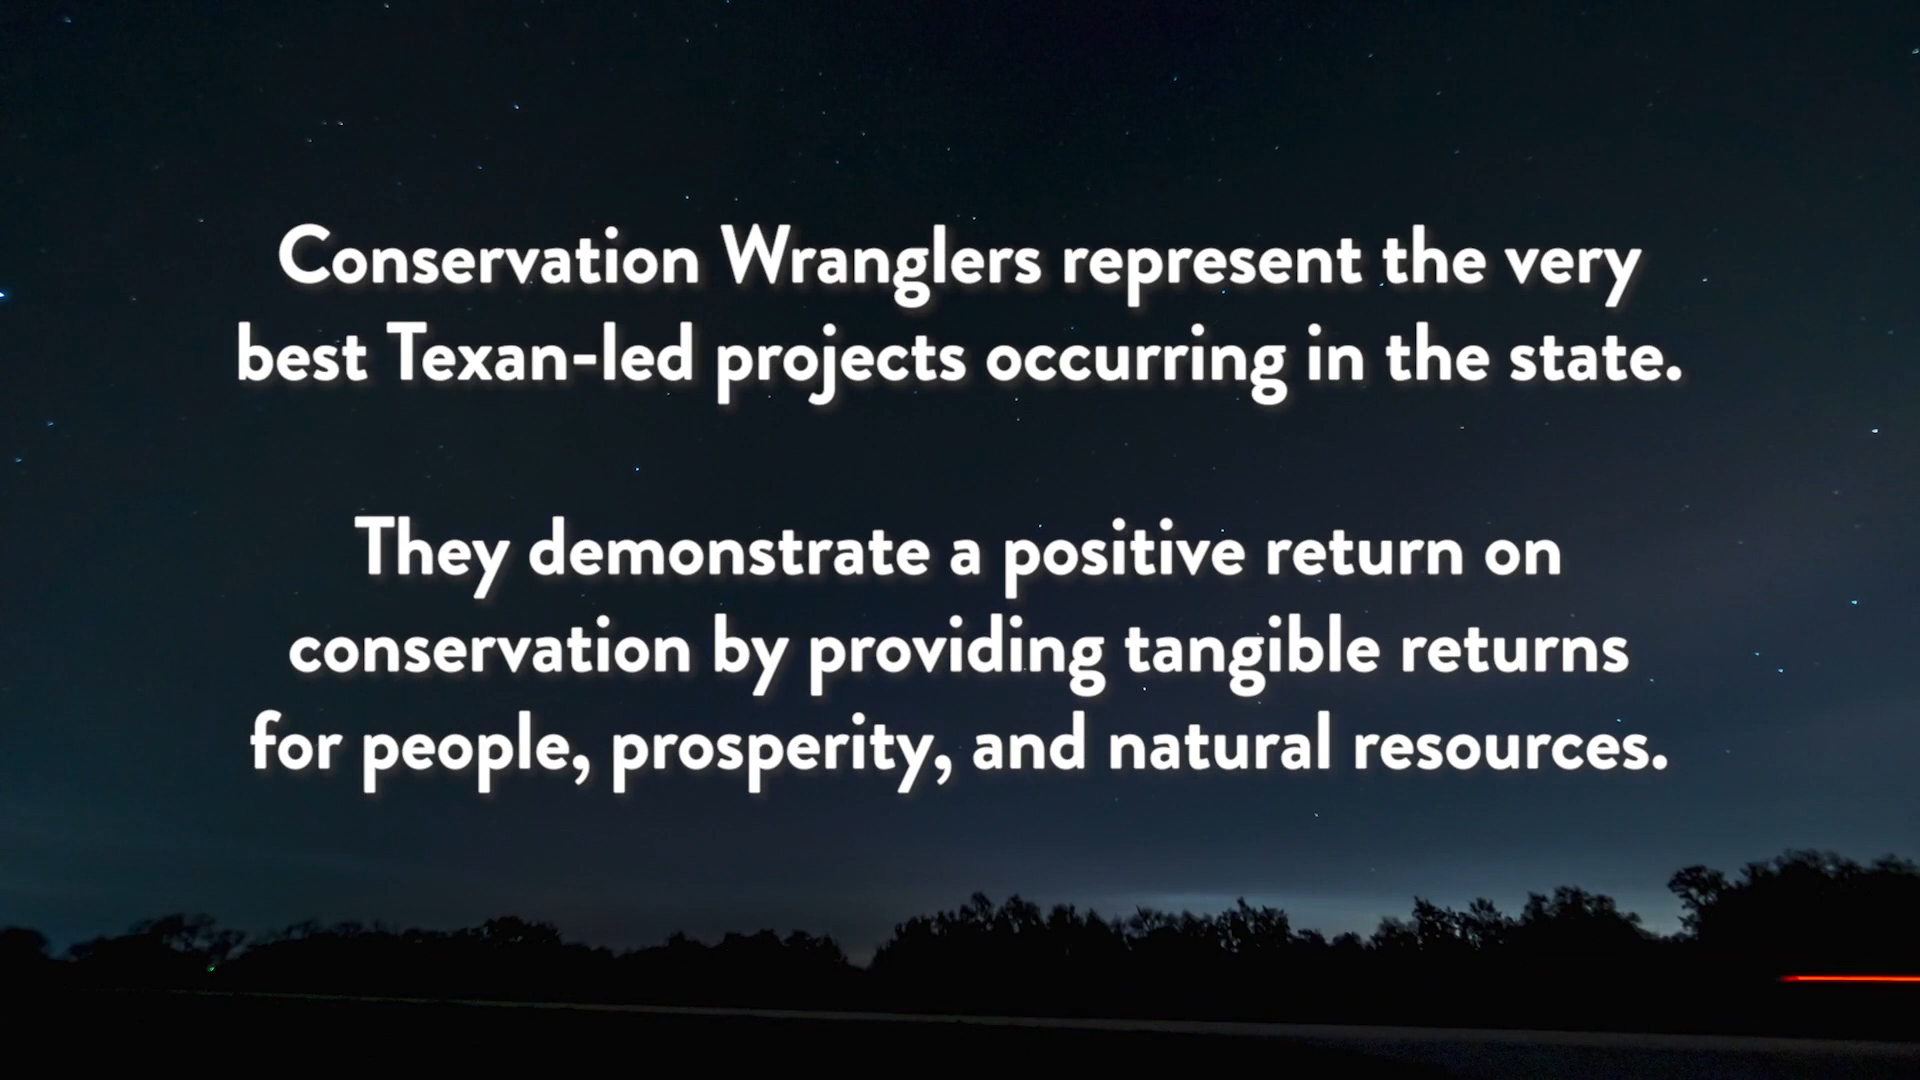 Conservation Wranglers represent the very
best Texan-led projects occurring in the state.
They demonstrate a positive return on
conservation by providing tangible returns
for people, prosperity, and natural resources.